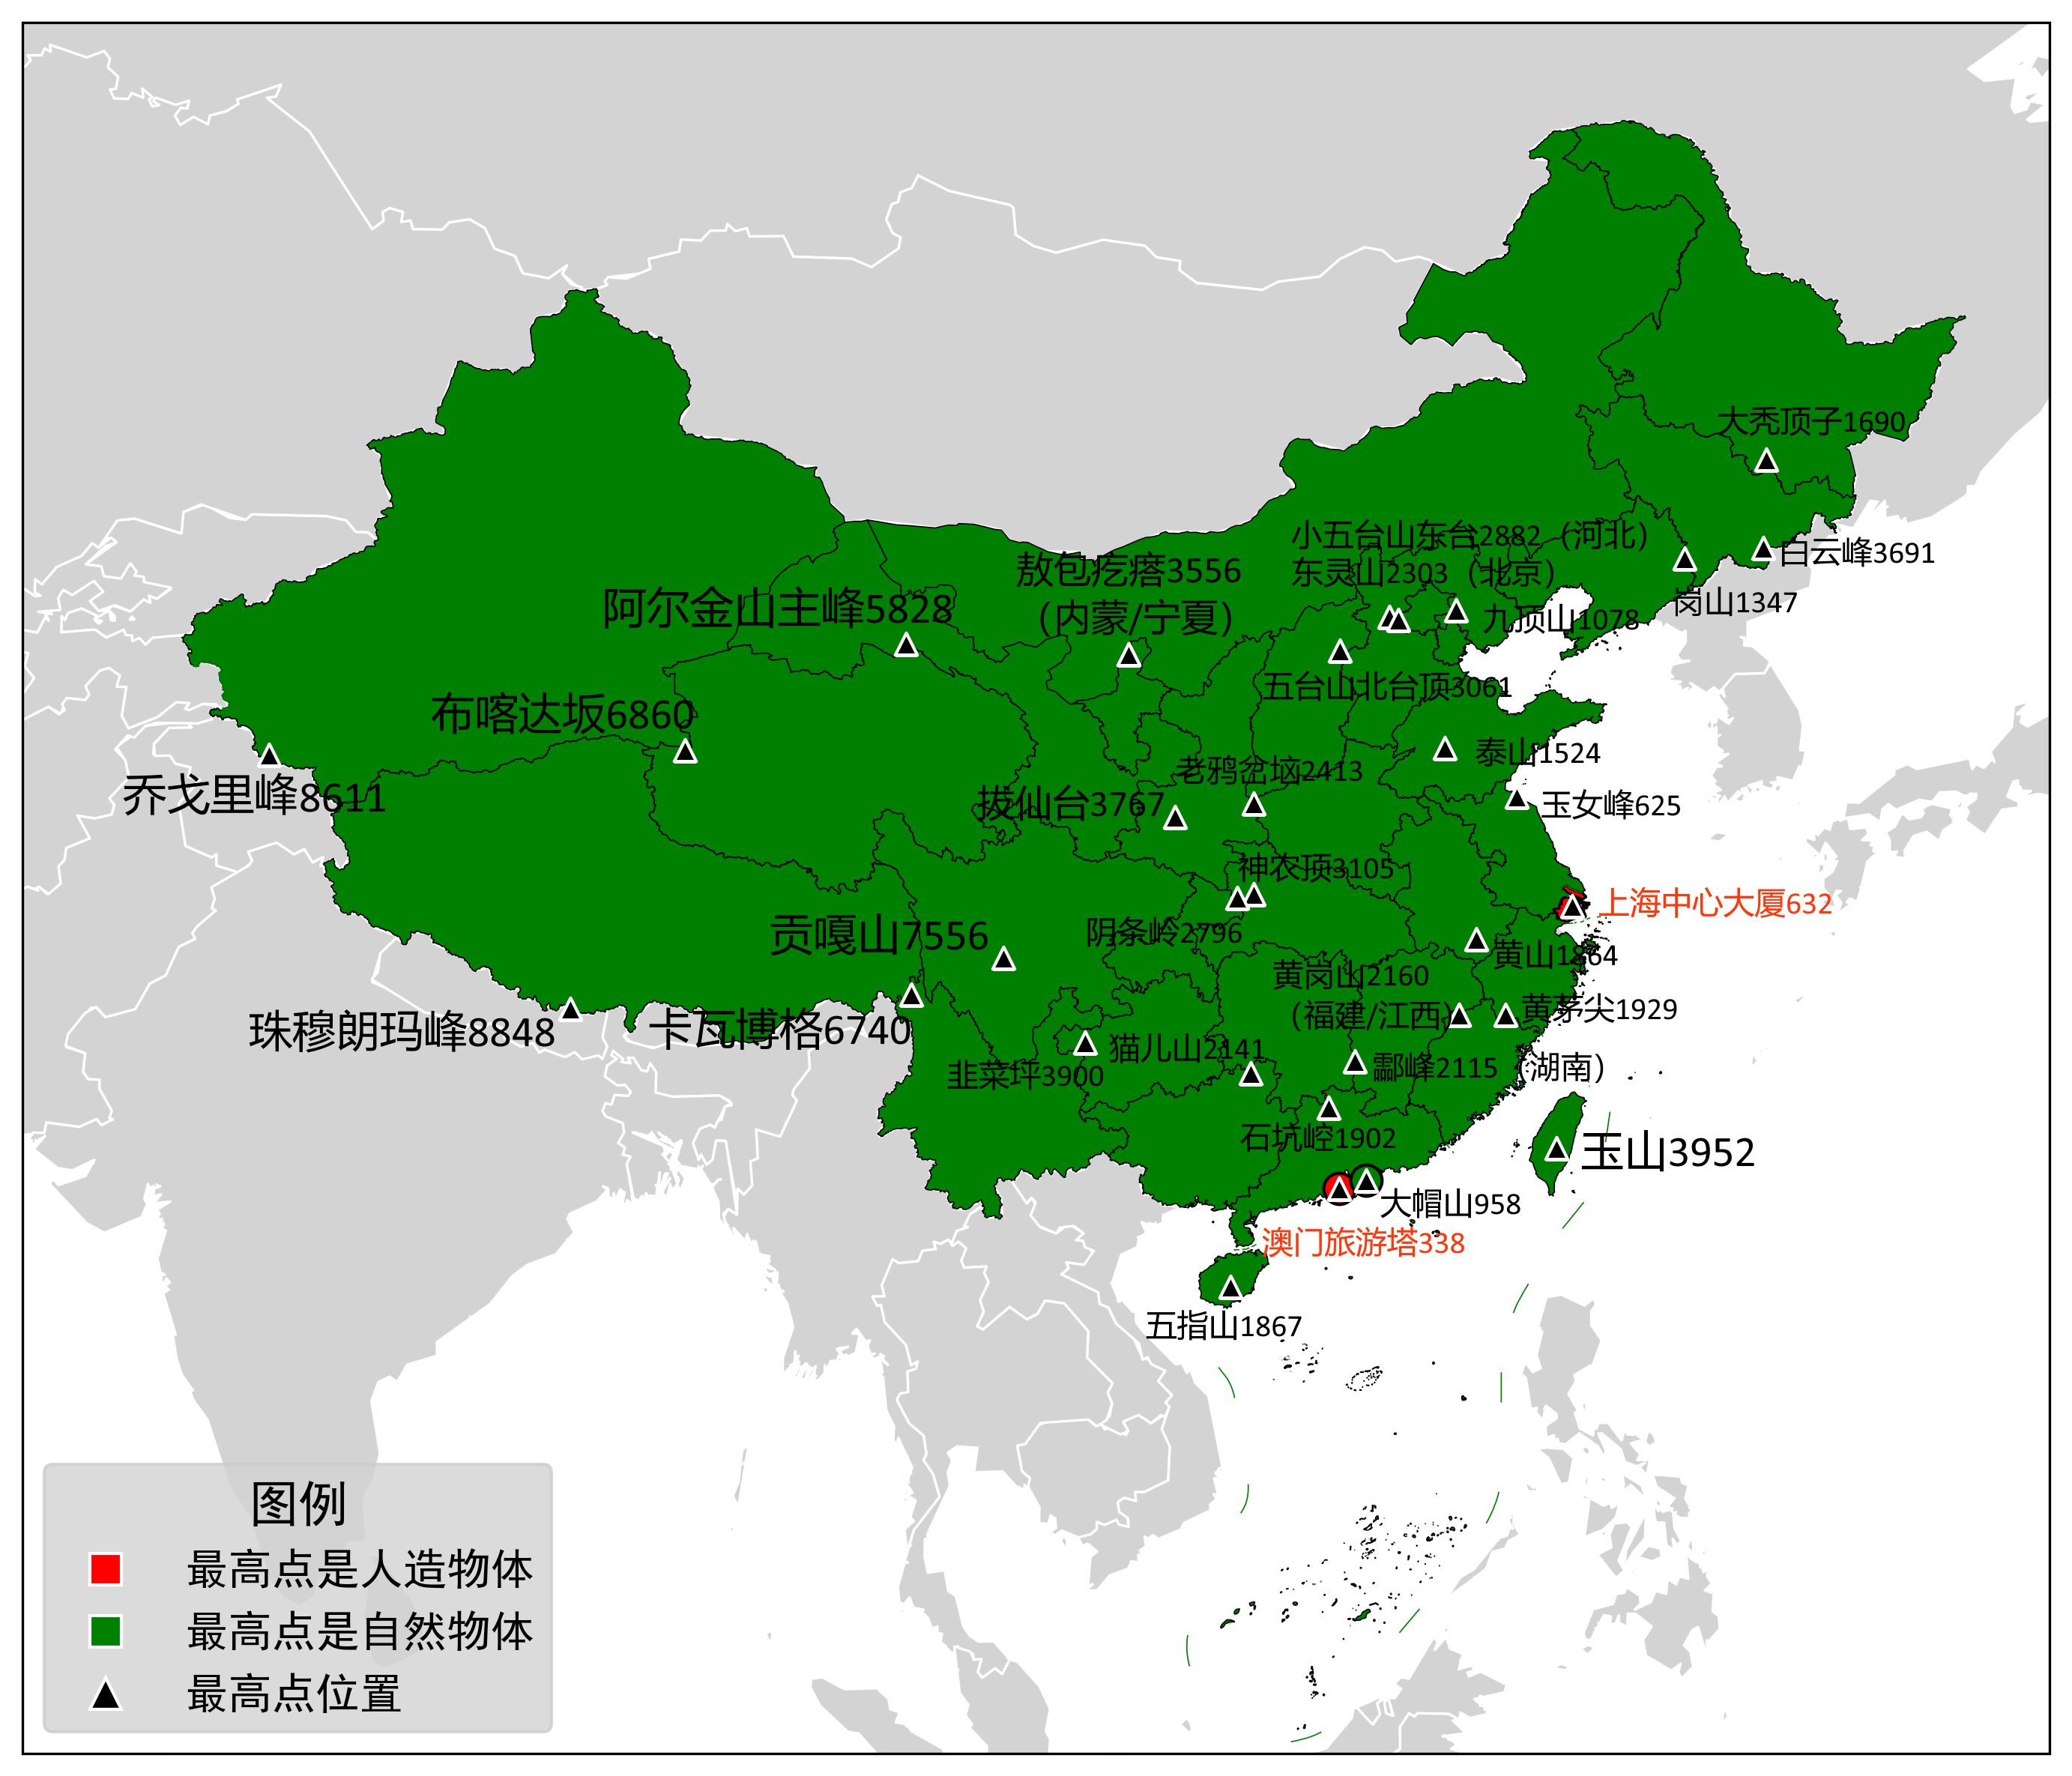 大秃顶子1690
小五台山东台2882（河北）
白云峰3691
敖包疙瘩3556
（内蒙/宁夏）
东灵山2303（北京）
阿尔金山主峰5828
岗山1347
九顶山1078
五台山北台顶3061
布喀达坂6860
泰山1524
老鸦岔垴2413
乔戈里峰8611
拔仙台3767
玉女峰625
神农顶3105
上海中心大厦632
贡嘎山7556
阴条岭2796
黄山1864
黄岗山2160
（福建/江西）
黄茅尖1929
珠穆朗玛峰8848
卡瓦博格6740
猫儿山2141
韭菜坪3900
酃峰2115（湖南）
石坑崆1902
玉山3952
大帽山958
澳门旅游塔338
五指山1867
图例
最高点是人造物体
最高点是自然物体
最高点位置